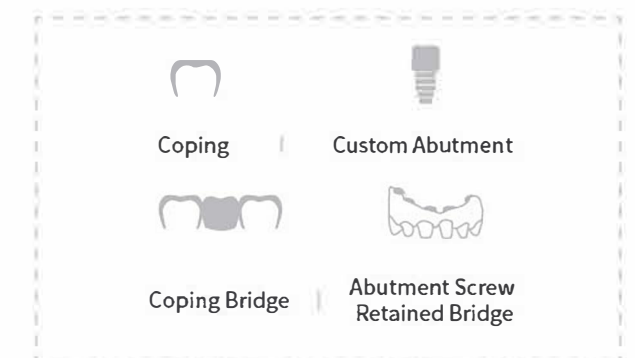 Coping
Custom Abutment
Coping Bridge
Abutment Screw
Retained Bridge